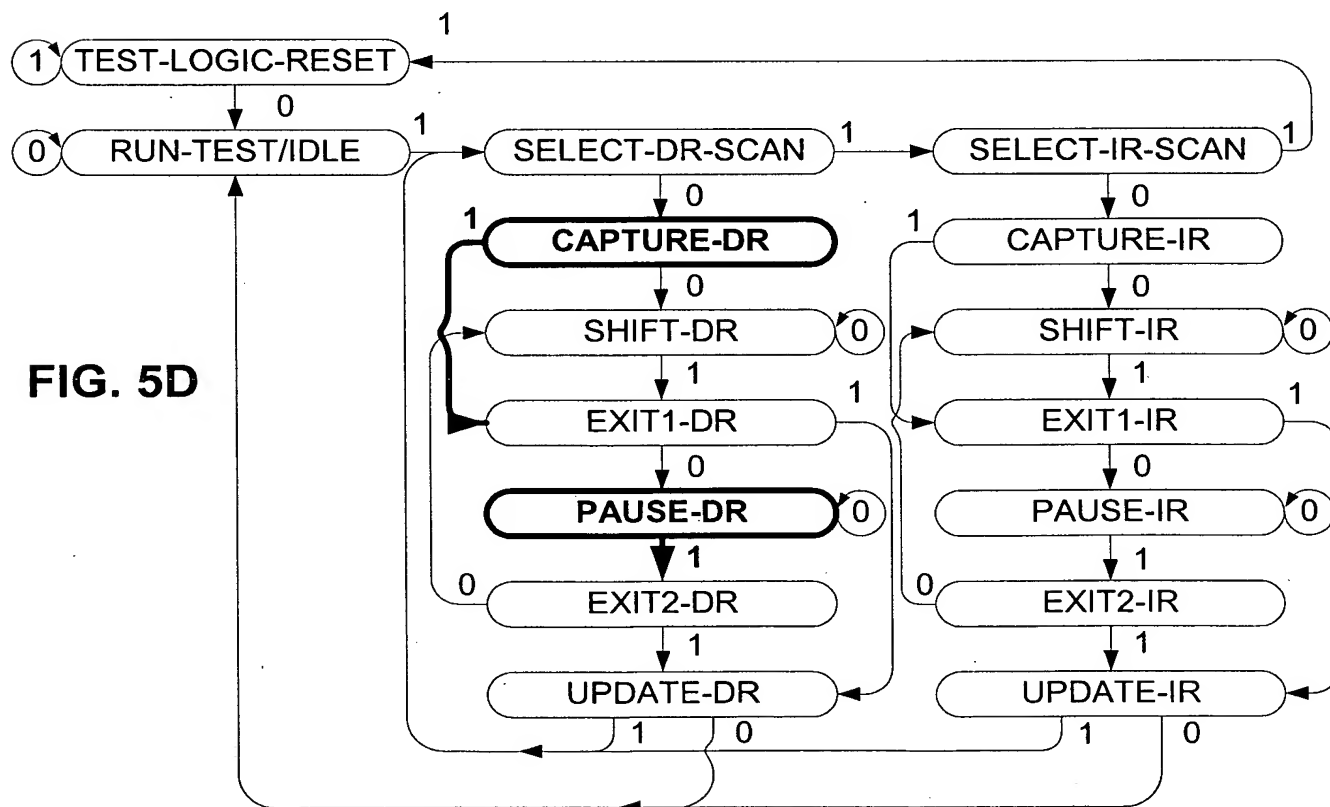 1
1 TEST-LOGIC-RESET
0
0 RUN-TEST/IDLE 1 SELECT-DR-SCAN 1 SELECT-IR-SCAN 1
0 0
1 CAPTURE-DR 1 CAPTURE-IR
0 0
SHIFT-DR 0 SHIFT-IR 0
FIG. 5D
1 1
EXIT1-DR 1 EXIT1-IR 1
0 0
PAUSE-DR 0 PAUSE-IR 0
1 1
0 EXIT2-DR 0 EXIT2-IR
1 1
UPDATE-DR UPDATE-IR
1 0 1 0